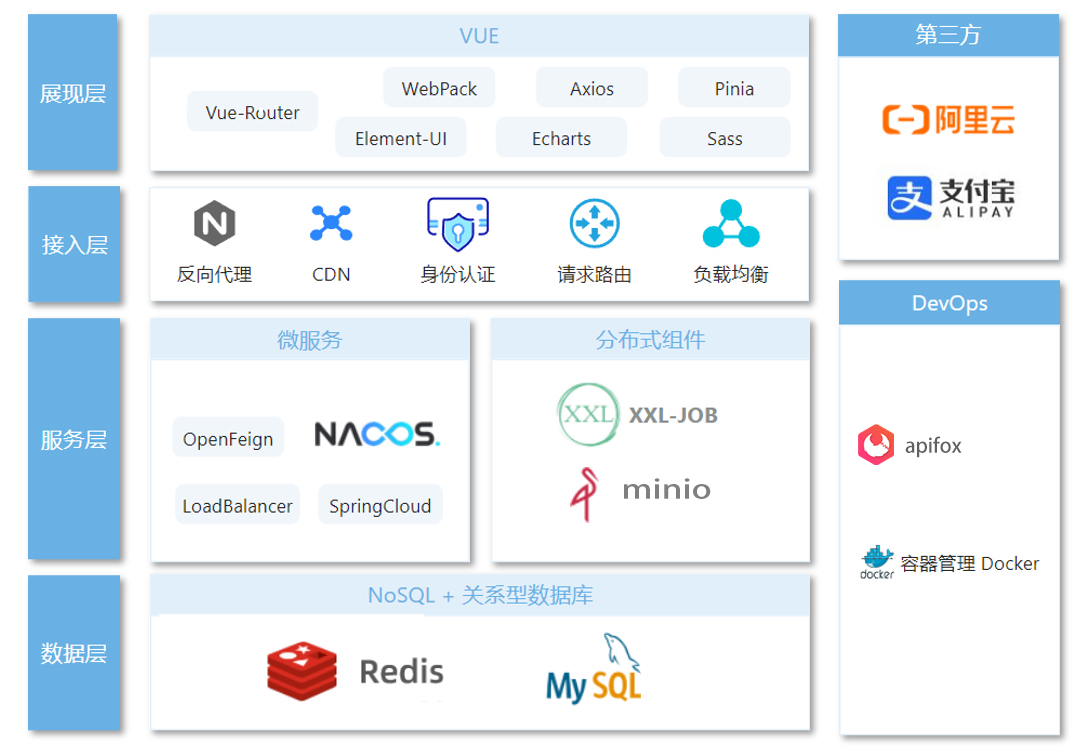 展现层
VUE
Vue-Router
WebPack
Axios
Pinia
Element-UI
Echarts
Sass
接入层
反向代理
CDN
身份认证
请求路由
负载均衡
服务层
微服务
OpenFeign
NACOS.
LoadBalancer
SpringCloud
分布式组件
XXL
XXL-JOB
minio
数据层
NoSQL + 关系型数据库
Redis
MySQL
第三方
阿里云
支
支付宝
ALIPAY
DevOps
apifox
docker
容器管理 Docker